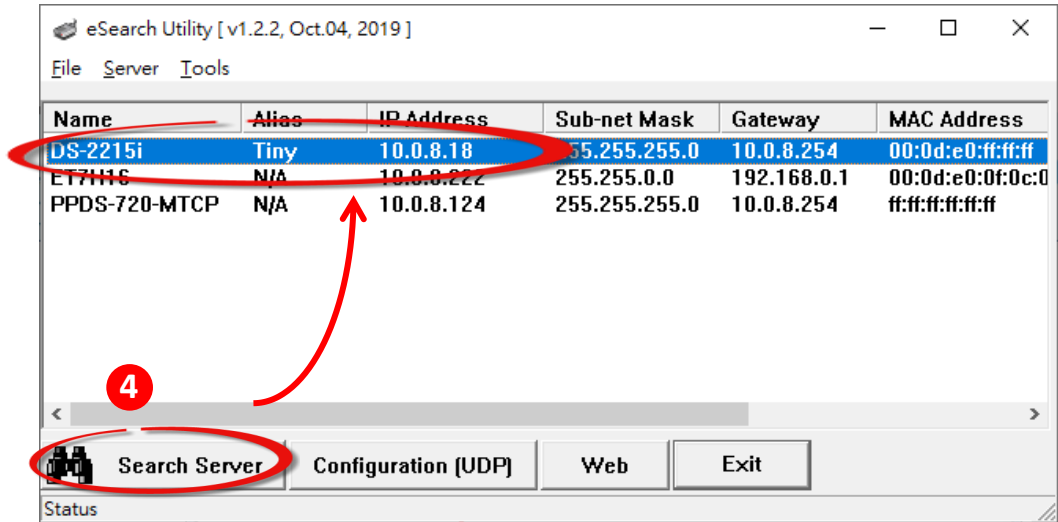 eSearch Utility [ v1.2.2, Oct.04, 2019 ]
File Server Tools
Name Alias IP Address Sub-net Mask Gateway MAC Address
DS-2215i Tiny 10.0.8.18 255.255.255.0 10.0.8.254 00:0d:e0:ff:ff:ff
ET7H16 N/A 10.0.8.222 255.255.0.0 192.168.0.1 00:0d:e0:0f:0c:0
PPDS-720-MTCP N/A 10.0.8.124 255.255.255.0 10.0.8.254 ff:ff:ff:ff:ff:ff
4
Search Server Configuration (UDP) Web Exit
Status